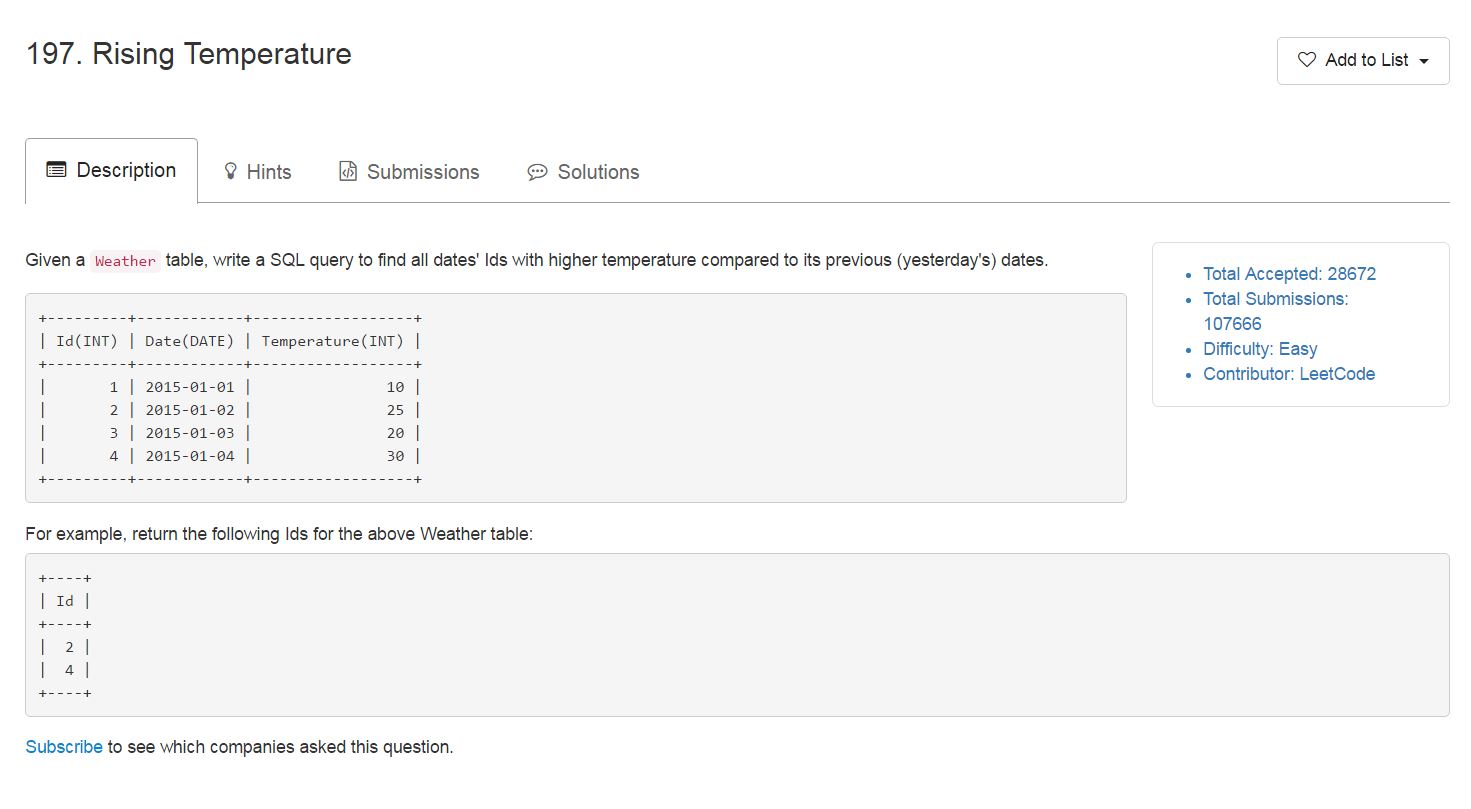 197. Rising Temperature
Add to List
Description
Hints
Submissions
Solutions
Given a Weather table, write a SQL query to find all dates' Ids with higher temperature compared to its previous (yesterday's) dates.
+---------+------------+------------------+
| Id(INT) | Date(DATE) | Temperature(INT) |
+---------+------------+------------------+
|       1 | 2015-01-01 |               10 |
|       2 | 2015-01-02 |               25 |
|       3 | 2015-01-03 |               20 |
|       4 | 2015-01-04 |               30 |
+---------+------------+------------------+
Total Accepted: 28672
Total Submissions:
107666
Difficulty: Easy
Contributor: LeetCode
For example, return the following Ids for the above Weather table:
+----+
| Id |
+----+
|  2 |
|  4 |
+----+
Subscribe to see which companies asked this question.